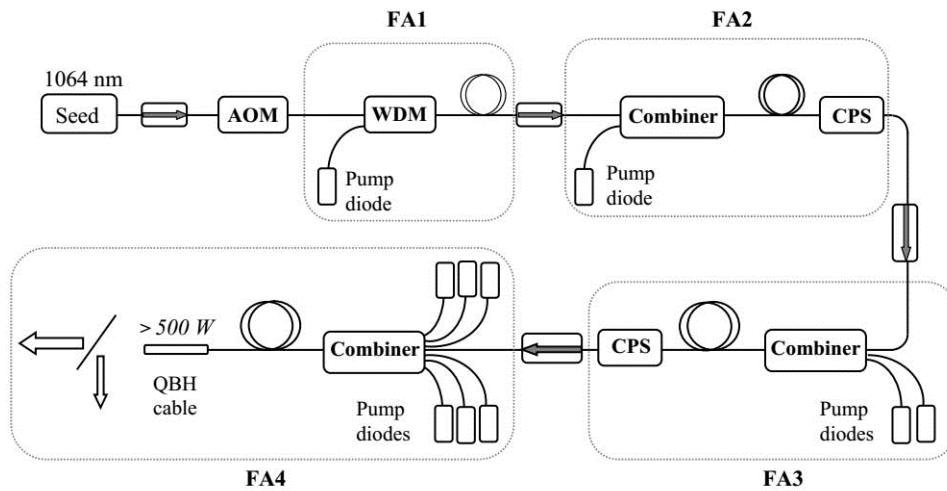 FA1
FA2
1064 nm
Seed
AOM
WDM
Combiner
CPS
Pump
diode
Pump
diode
> 500 W
Combiner
CPS
Combiner
QBH
cable
Pump
diodes
Pump
diodes
FA4
FA3